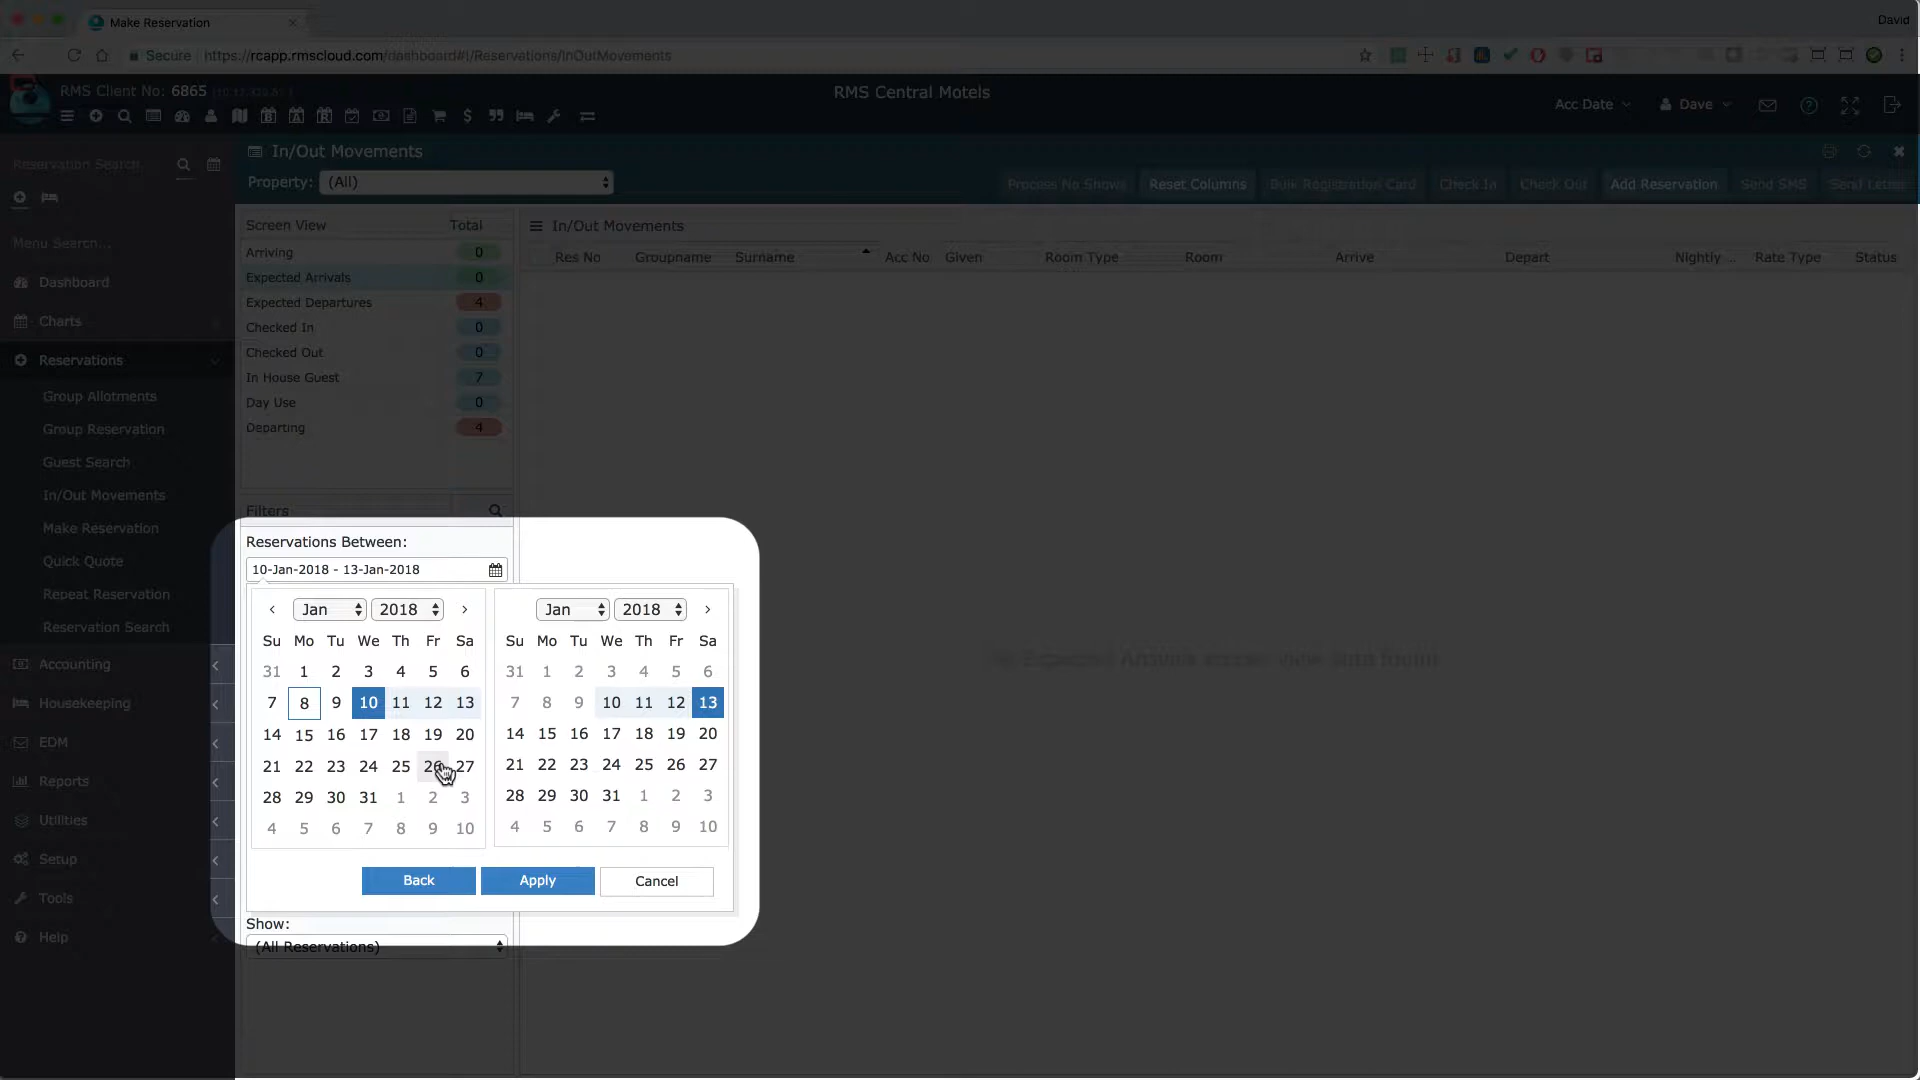 Make Reservation
David
Secure https://rcapp.rmscloud.com/dashboard#!/Reservations/InOutMovements
RMS Client No: 6865
RMS Central Motels
Acc Date
Dave
Reservation Search...
In/Out Movements
Property: (All)
Process No Shows
Reset Columns
Bulk Registration Card
Check In
Check Out
Add Reservation
Send SMS
Send Letter
Menu Search...
Dashboard
Charts
Reservations
Group Allotments
Group Reservation
Guest Search
In/Out Movements
Make Reservation
Quick Quote
Repeat Reservation
Reservation Search
Accounting
Housekeeping
EDM
Reports
Utilities
Setup
Tools
Help
Screen View Total
Arriving 0
Expected Arrivals 0
Expected Departures 4
Checked In 0
Checked Out 0
In House Guest 7
Day Use 0
Departing 4
In/Out Movements
Res No Groupname Surname Acc No Given Room Type Room Arrive Depart Nightly ... Rate Type Status
Filters
Reservations Between:
10-Jan-2018 - 13-Jan-2018
Jan 2018
Su Mo Tu We Th Fr Sa
31 1 2 3 4 5 6
7 8 9 10 11 12 13
14 15 16 17 18 19 20
21 22 23 24 25 26 27
28 29 30 31 1 2 3
4 5 6 7 8 9 10
Jan 2018
Su Mo Tu We Th Fr Sa
31 1 2 3 4 5 6
7 8 9 10 11 12 13
14 15 16 17 18 19 20
21 22 23 24 25 26 27
28 29 30 31 1 2 3
4 5 6 7 8 9 10
Back Apply Cancel
Show:
(All Reservations)